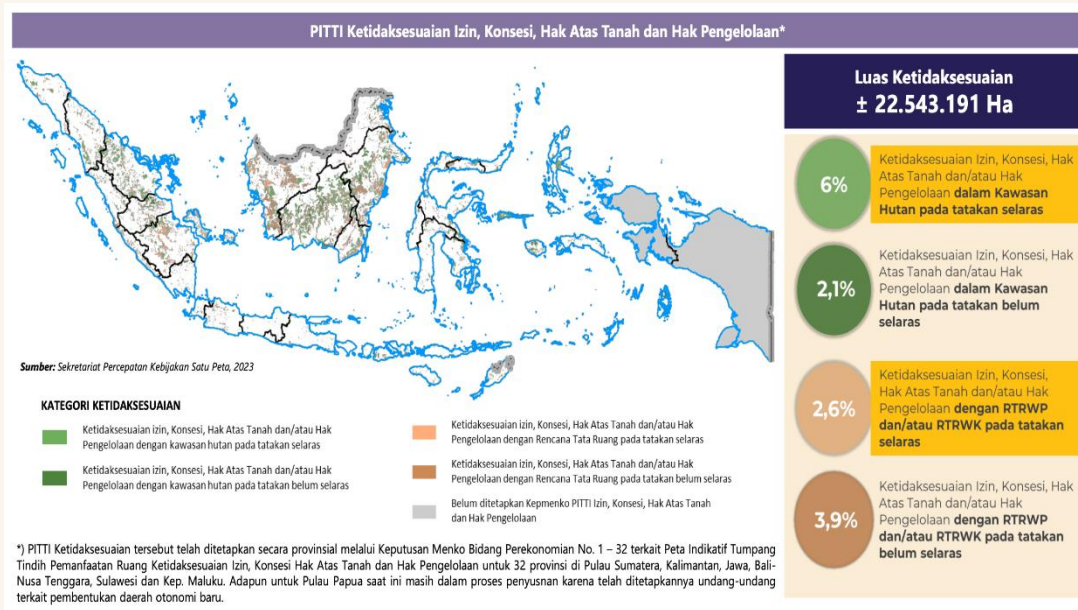 PITTI Ketidaksesuaian Izin, Konsesi, Hak Atas Tanah dan Hak Pengelolaan*
Luas Ketidaksesuaian
± 22.543.191 Ha
6%
Ketidaksesuaian Izin, Konsesi, Hak
Atas Tanah dan/atau Hak
Pengelolaan dalam Kawasan
Hutan pada tatakan selaras
2,1%
Ketidaksesuaian Izin, Konsesi, Hak
Atas Tanah dan/atau Hak
Pengelolaan dalam Kawasan
Hutan pada tatakan belum
selaras
2,6%
Ketidaksesuaian Izin, Konsesi,
Hak Atas Tanah dan/atau Hak
Pengelolaan dengan RTRWP
dan/atau RTRWK pada tatakan
selaras
3,9%
Ketidaksesuaian Izin, Konsesi, Hak
Atas Tanah dan/atau Hak
Pengelolaan dengan RTRWP
dan/atau RTRWK pada tatakan
belum selaras
Sumber: Sekretariat Percepatan Kebijakan Satu Peta, 2023
KATEGORI KETIDAKSESUAIAN
Ketidaksesuaian izin, Konsesi, Hak Atas Tanah dan/atau Hak
Pengelolaan dengan kawasan hutan pada tatakan selaras
Ketidaksesuaian izin, Konsesi, Hak Atas Tanah dan/atau Hak
Pengelolaan dengan kawasan hutan pada tatakan belum selaras
Ketidaksesuaian izin, Konsesi, Hak Atas Tanah dan/atau Hak
Pengelolaan dengan Rencana Tata Ruang pada tatakan selaras
Ketidaksesuaian izin, Konsesi, Hak Atas Tanah dan/atau Hak
Pengelolaan dengan Rencana Tata Ruang pada tatakan belum selaras
Belum ditetapkan Kepmenko PITTI Izin, Konsesi, Hak Atas Tanah
dan Hak Pengelolaan
*) PITTI Ketidaksesuaian tersebut telah ditetapkan secara provinsial melalui Keputusan Menko Bidang Perekonomian No. 1 – 32 terkait Peta Indikatif Tumpang
Tindih Pemanfaatan Ruang Ketidaksesuaian Izin, Konsesi Hak Atas Tanah dan Hak Pengelolaan untuk 32 provinsi di Pulau Sumatera, Kalimantan, Jawa, Bali-
Nusa Tenggara, Sulawesi dan Kep. Maluku. Adapun untuk Pulau Papua saat ini masih dalam proses penyusnan karena telah ditetapkannya undang-undang
terkait pembentukan daerah otonomi baru.